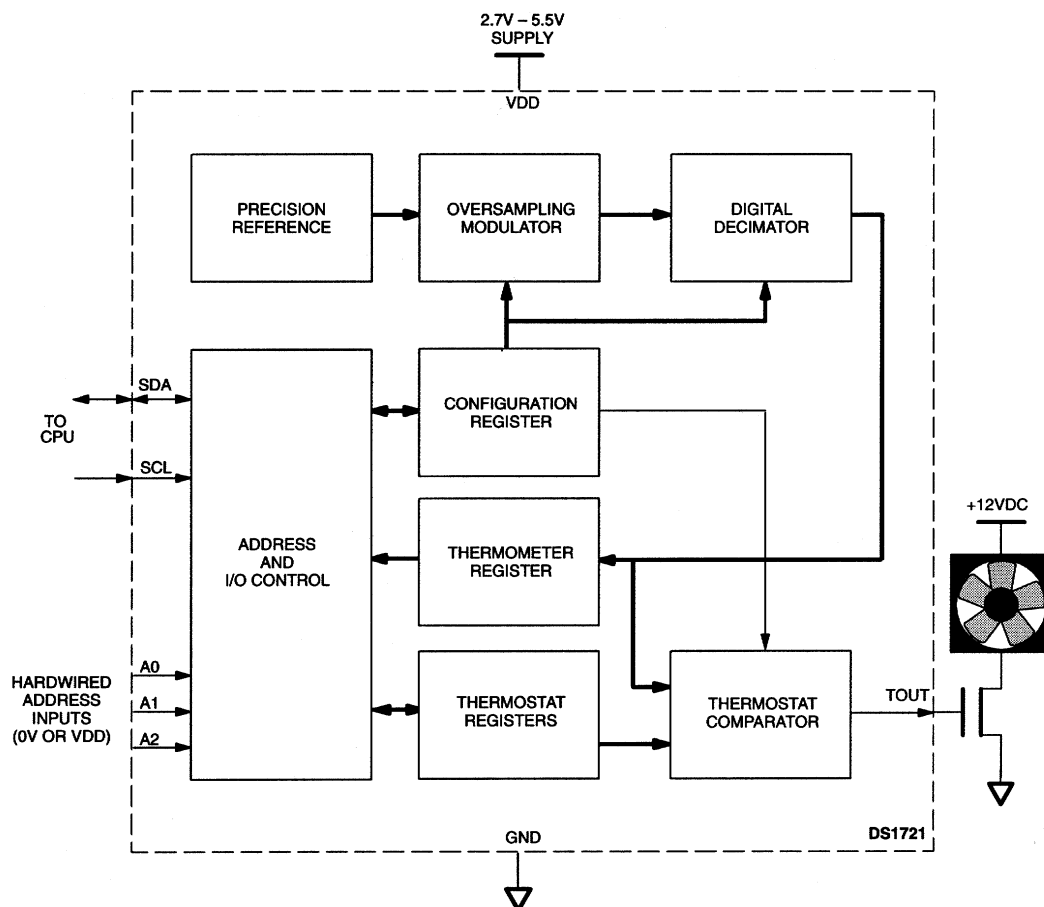 2.7V – 5.5V
SUPPLY
VDD
PRECISION
REFERENCE
OVERSAMPLING
MODULATOR
DIGITAL
DECIMATOR
SDA
TO
CPU
SCL
CONFIGURATION
REGISTER
ADDRESS
AND
I/O CONTROL
THERMOMETER
REGISTER
+12VDC
HARDWIRED
ADDRESS
INPUTS
(0V OR VDD)
A0
A1
A2
THERMOSTAT
REGISTERS
THERMOSTAT
COMPARATOR
TOUT
GND
DS1721